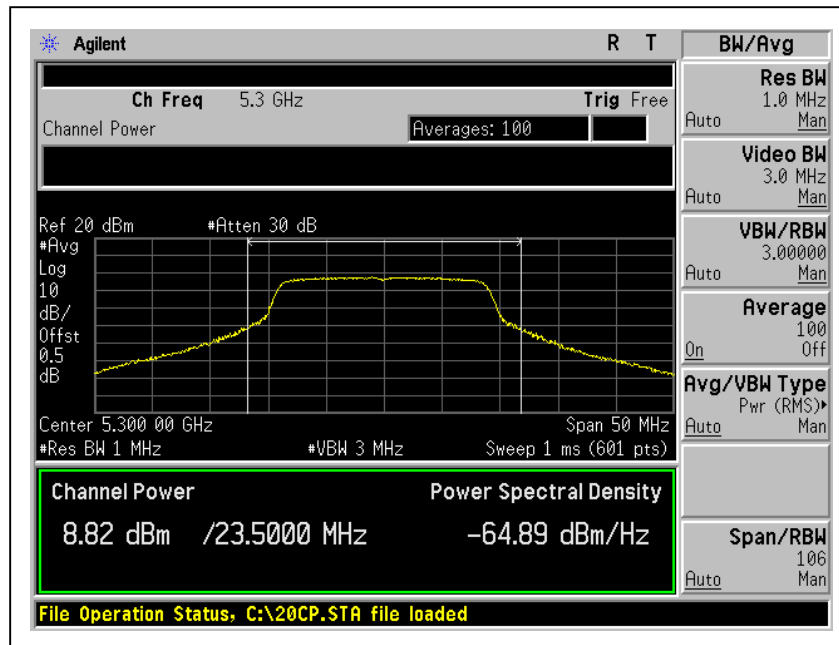 Agilent
R T
BW/Avg
Ch Freq 5.3 GHz
Trig Free
Channel Power
Averages: 100
Res BW
1.0 MHz
Auto Man
Video BW
3.0 MHz
Auto Man
VBW/RBW
3.00000
Auto Man
Average
100
On Off
Avg/VBW Type
Pwr (RMS)▸
Auto Man
Span/RBW
106
Auto Man
Ref 20 dBm #Atten 30 dB
#Avg
Log
10
dB/
Offst
0.5
dB
Center 5.300 00 GHz Span 50 MHz
#Res BW 1 MHz #VBW 3 MHz Sweep 1 ms (601 pts)
Channel Power Power Spectral Density
8.82 dBm /23.5000 MHz -64.89 dBm/Hz
File Operation Status, C:\20CP.STA file loaded